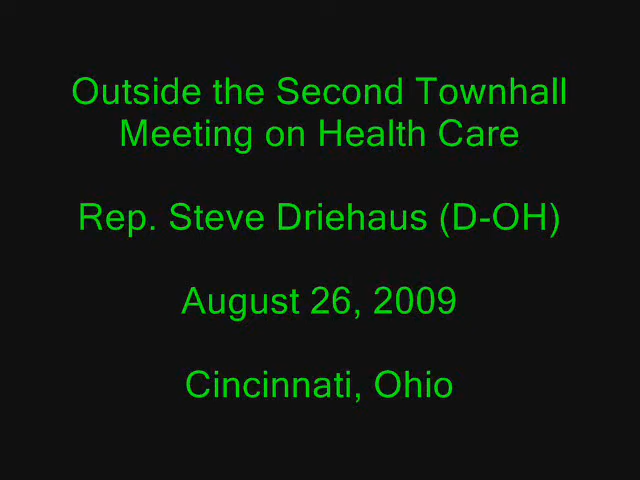 Outside the Second Townhall
Meeting on Health Care
Rep. Steve Driehaus (D-OH)
August 26, 2009
Cincinnati, Ohio